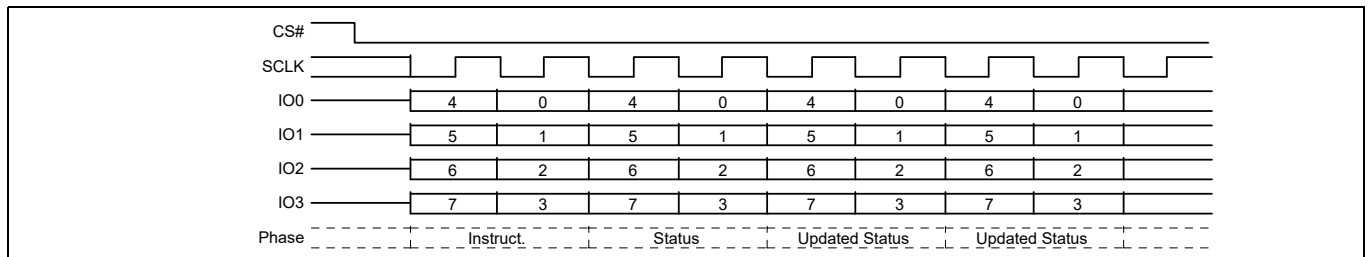 CS#
SCLK
IO0 4 0 4 0 4 0 4 0
IO1 5 1 5 1 5 1 5 1
IO2 6 2 6 2 6 2 6 2
IO3 7 3 7 3 7 3 7 3
Phase Instruct. Status Updated Status Updated Status